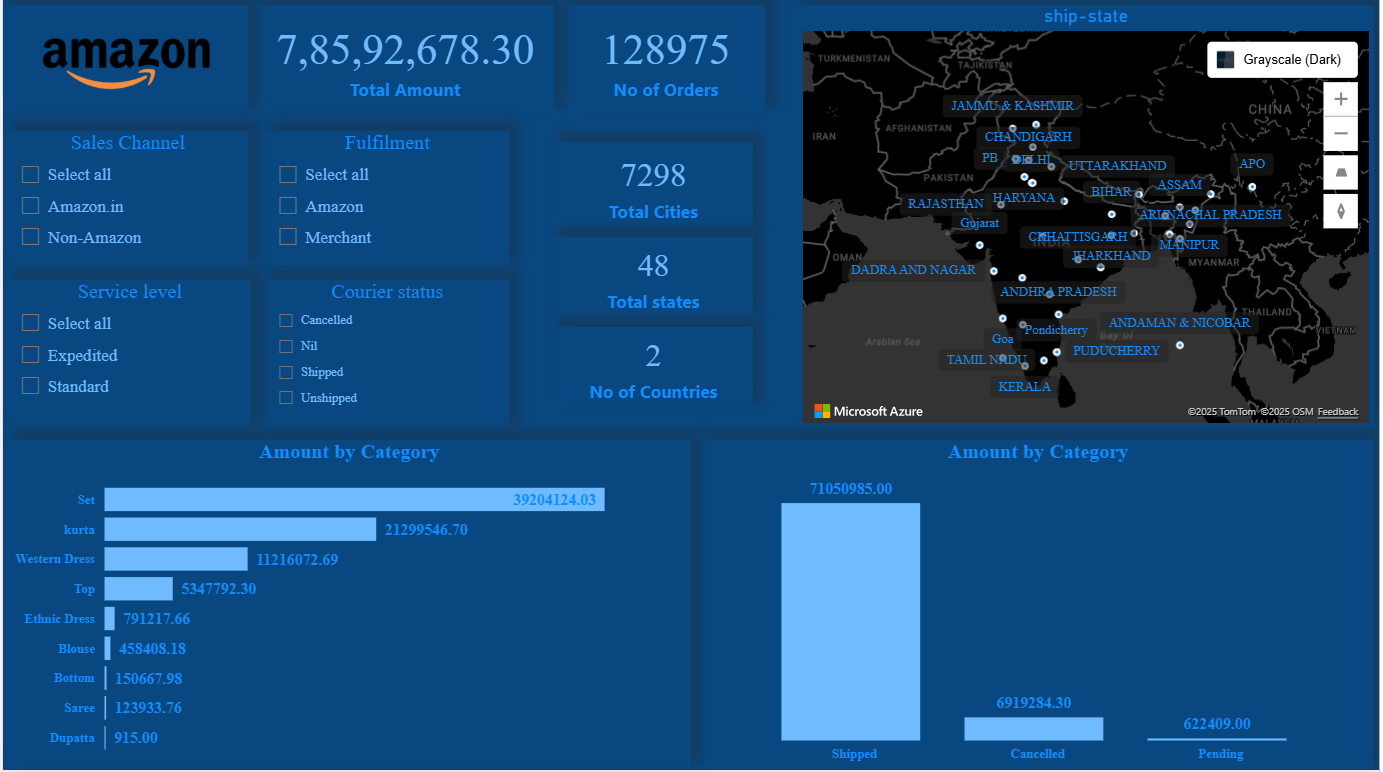 amazon
7,85,92,678.30
Total Amount
128975
No of Orders
Sales Channel
Select all
Amazon.in
Non-Amazon
Fulfilment
Select all
Amazon
Merchant
Service level
Select all
Expedited
Standard
Courier status
Cancelled
Nil
Shipped
Unshipped
7298
Total Cities
48
Total states
2
No of Countries
ship-state
Grayscale (Dark)
TURKMENISTAN
TAJIKISTAN
CHINA
JAMMU & KASHMIR
IRAN
AFGHANISTAN
CHANDIGARH
PB
DELHI
UTTARAKHAND
APO
PAKISTAN
BIHAR
ASSAM
RAJASTHAN
HARYANA
Gujarat
ARUNACHAL PRADESH
CHHATTISGARH
INDIA
MANIPUR
OMAN
JHARKHAND
MYANMAR
DADRA AND NAGAR
ANDHRA PRADESH
THAILAND
Pondicherry
ANDAMAN & NICOBAR
VIETNAM
Goa
Bay of
Arabian Sea
TAMIL NADU
PUDUCHERRY
KERALA
Microsoft Azure
©2025 TomTom ©2025 OSM Feedback
Amount by Category
Set
39204124.03
kurta
21299546.70
Western Dress
11216072.69
Top
5347792.30
Ethnic Dress
791217.66
Blouse
458408.18
Bottom
150667.98
Saree
123933.76
Dupatta
915.00
Amount by Category
71050985.00
6919284.30
622409.00
Shipped
Cancelled
Pending